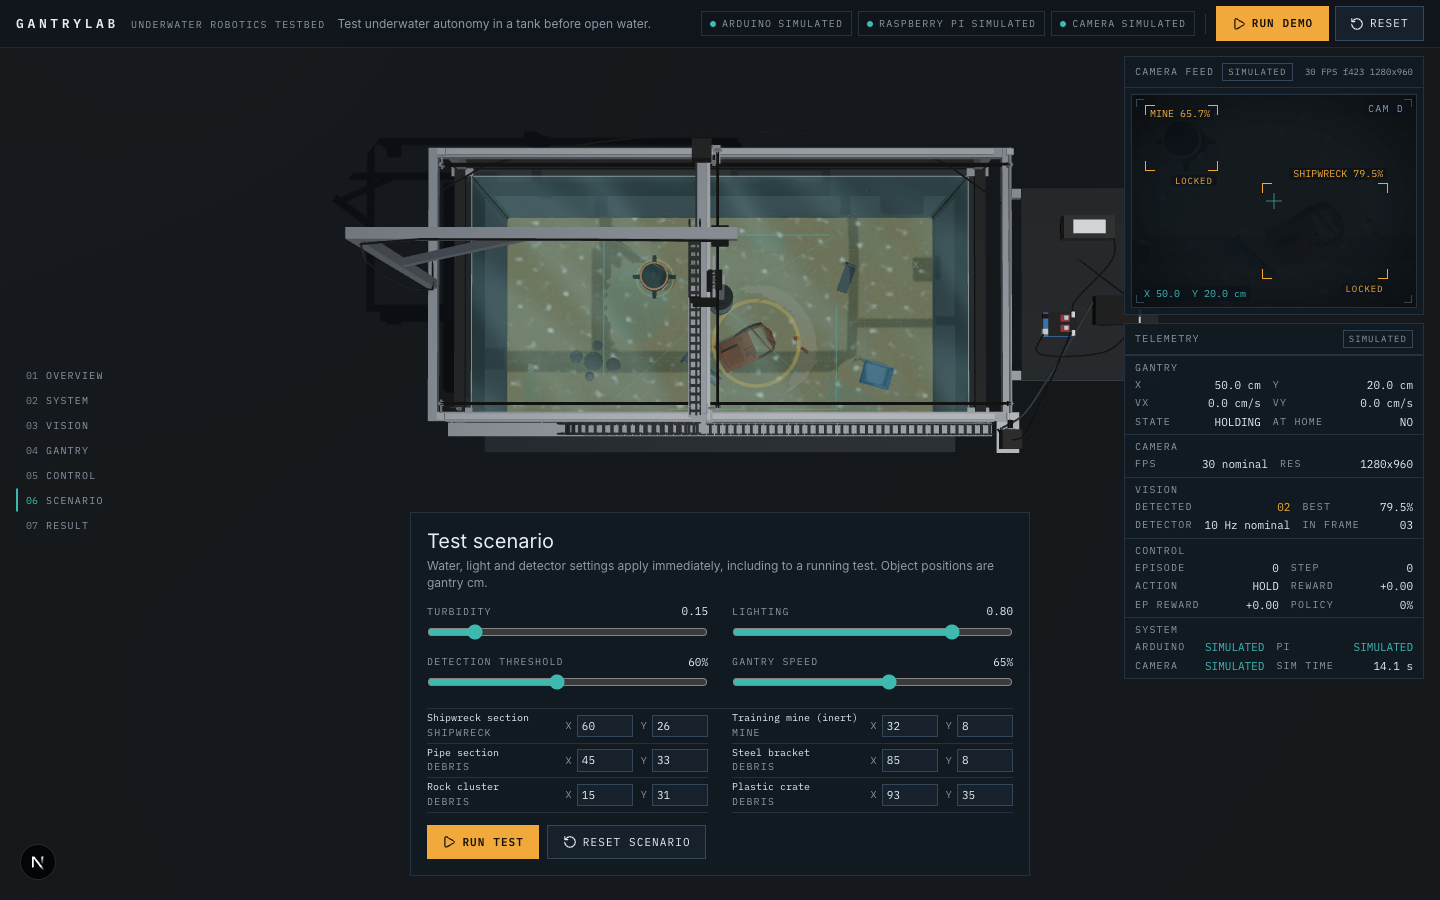 GANTRYLAB UNDERWATER ROBOTICS TESTBED Test underwater autonomy in a tank before open water.
ARDUINO SIMULATED RASPBERRY PI SIMULATED CAMERA SIMULATED RUN DEMO RESET
01 OVERVIEW
02 SYSTEM
03 VISION
04 GANTRY
05 CONTROL
06 SCENARIO
07 RESULT
CAMERA FEED SIMULATED 30 FPS f423 1280x960
CAM D
MINE 65.7%
LOCKED
SHIPWRECK 79.5%
LOCKED
X 50.0 Y 20.0 cm
TELEMETRY SIMULATED
GANTRY
X 50.0 cm Y 20.0 cm
VX 0.0 cm/s VY 0.0 cm/s
STATE HOLDING AT HOME NO
CAMERA
FPS 30 nominal RES 1280x960
VISION
DETECTED 02 BEST 79.5%
DETECTOR 10 Hz nominal IN FRAME 03
CONTROL
EPISODE 0 STEP 0
ACTION HOLD REWARD +0.00
EP REWARD +0.00 POLICY 0%
SYSTEM
ARDUINO SIMULATED PI SIMULATED
CAMERA SIMULATED SIM TIME 14.1 s
Test scenario
Water, light and detector settings apply immediately, including to a running test. Object positions are
gantry cm.
TURBIDITY 0.15 LIGHTING 0.80
DETECTION THRESHOLD 60% GANTRY SPEED 65%
Shipwreck section
SHIPWRECK X 60 Y 26
Training mine (inert)
MINE X 32 Y 8
Pipe section
DEBRIS X 45 Y 33
Steel bracket
DEBRIS X 85 Y 8
Rock cluster
DEBRIS X 15 Y 31
Plastic crate
DEBRIS X 93 Y 35
RUN TEST RESET SCENARIO
N